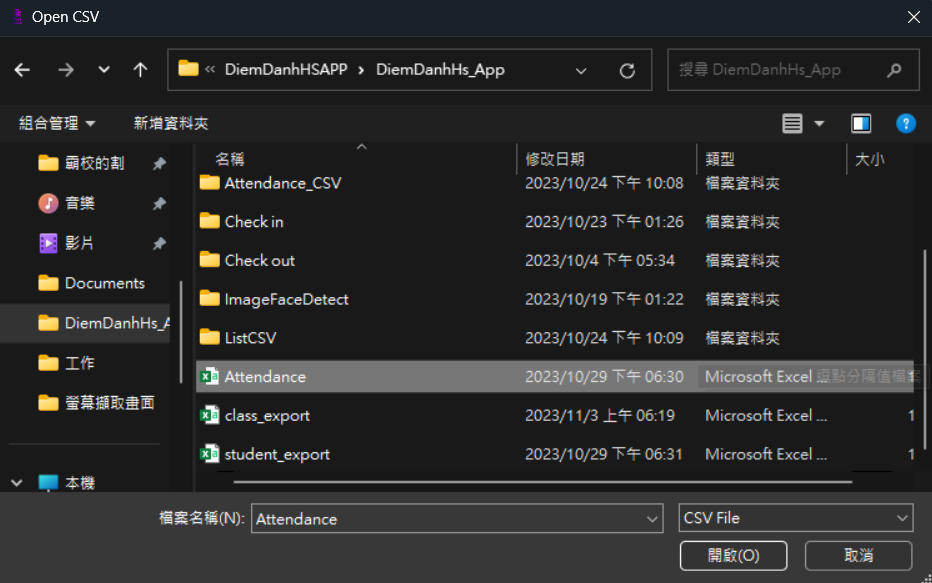 Open CSV
« DiemDanhHSAPP › DiemDanhHs_App
搜尋 DiemDanhHs_App
組合管理 新增資料夾
名稱 修改日期 類型 大小
霸校的割
音樂
影片
Documents
DiemDanhHs_A
工作
螢幕擷取畫面
本機
Attendance_CSV 2023/10/24 下午 10:08 檔案資料夾
Check in 2023/10/23 下午 01:26 檔案資料夾
Check out 2023/10/4 下午 05:34 檔案資料夾
ImageFaceDetect 2023/10/19 下午 01:22 檔案資料夾
ListCSV 2023/10/24 下午 10:09 檔案資料夾
Attendance 2023/10/29 下午 06:30 Microsoft Excel 逗點分隔值檔案 1
class_export 2023/11/3 上午 06:19 Microsoft Excel ... 1
student_export 2023/10/29 下午 06:31 Microsoft Excel ... 1
檔案名稱(N): Attendance CSV File
開啟(O) 取消